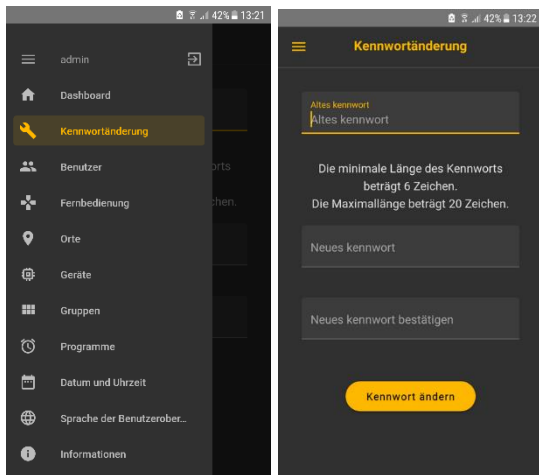 42% 13:21
admin
Dashboard
Kennwortänderung
Benutzer
orts
Fernbedienung
chen.
Orte
Geräte
Gruppen
Programme
Datum und Uhrzeit
Sprache der Benutzerober...
Informationen
42% 13:22
Kennwortänderung
Altes kennwort
Altes kennwort
Die minimale Länge des Kennworts
beträgt 6 Zeichen.
Die Maximallänge beträgt 20 Zeichen.
Neues kennwort
Neues kennwort bestätigen
Kennwort ändern